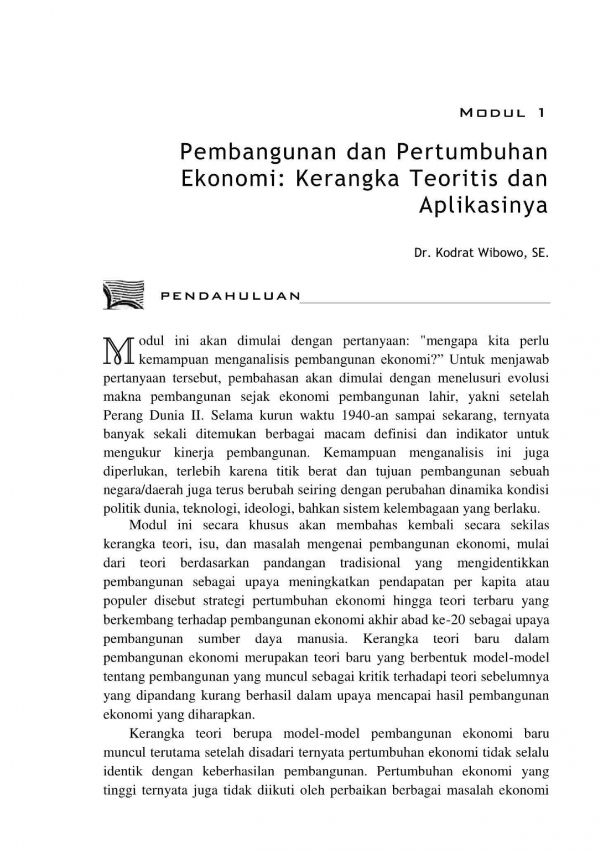 MODUL 1
Pembangunan dan Pertumbuhan
Ekonomi: Kerangka Teoritis dan
Aplikasinya
Dr. Kodrat Wibowo, SE.
PENDAHULUAN
Modul ini akan dimulai dengan pertanyaan: "mengapa kita perlu
kemampuan menganalisis pembangunan ekonomi?” Untuk menjawab
pertanyaan tersebut, pembahasan akan dimulai dengan menelusuri evolusi
makna pembangunan sejak ekonomi pembangunan lahir, yakni setelah
Perang Dunia II. Selama kurun waktu 1940-an sampai sekarang, ternyata
banyak sekali ditemukan berbagai macam definisi dan indikator untuk
mengukur kinerja pembangunan. Kemampuan menganalisis ini juga
diperlukan, terlebih karena titik berat dan tujuan pembangunan sebuah
negara/daerah juga terus berubah seiring dengan perubahan dinamika kondisi
politik dunia, teknologi, ideologi, bahkan sistem kelembagaan yang berlaku.
Modul ini secara khusus akan membahas kembali secara sekilas
kerangka teori, isu, dan masalah mengenai pembangunan ekonomi, mulai
dari teori berdasarkan pandangan tradisional yang mengidentikkan
pembangunan sebagai upaya meningkatkan pendapatan per kapita atau
populer disebut strategi pertumbuhan ekonomi hingga teori terbaru yang
berkembang terhadap pembangunan ekonomi akhir abad ke-20 sebagai upaya
pembangunan sumber daya manusia. Kerangka teori baru dalam
pembangunan ekonomi merupakan teori baru yang berbentuk model-model
tentang pembangunan yang muncul sebagai kritik terhadapi teori sebelumnya
yang dipandang kurang berhasil dalam upaya mencapai hasil pembangunan
ekonomi yang diharapkan.
Kerangka teori berupa model-model pembangunan ekonomi baru
muncul terutama setelah disadari ternyata pertumbuhan ekonomi tidak selalu
identik dengan keberhasilan pembangunan. Pertumbuhan ekonomi yang
tinggi ternyata juga tidak diikuti oleh perbaikan berbagai masalah ekonomi